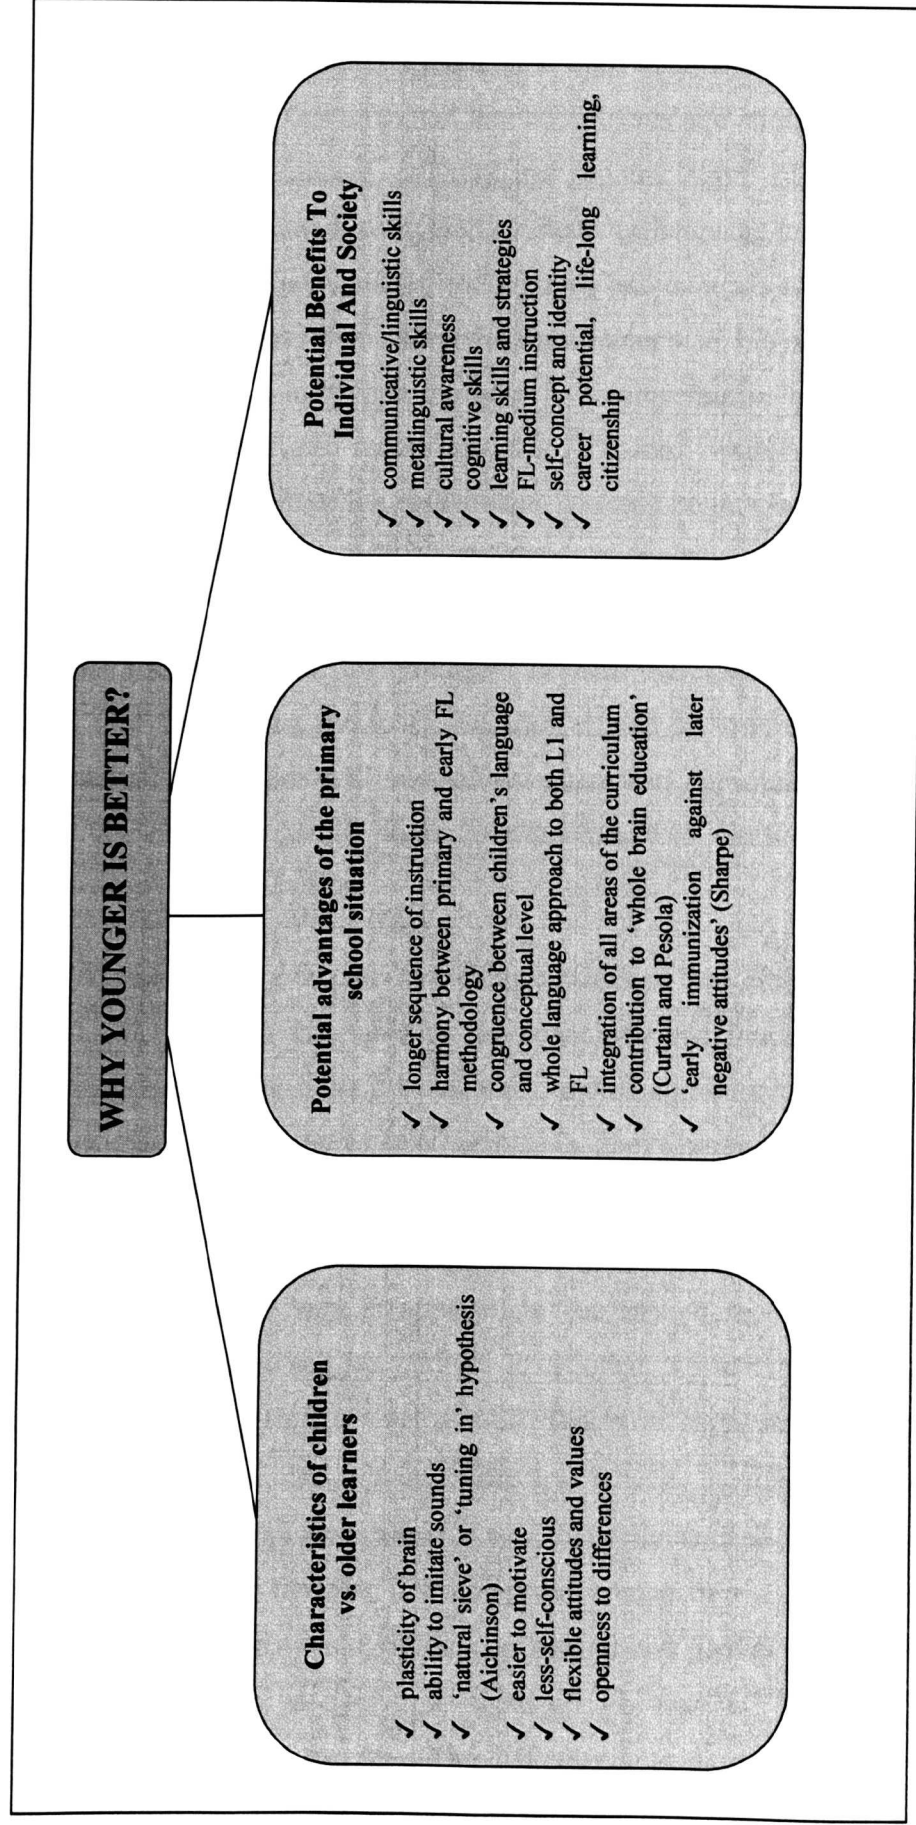 WHY YOUNGER IS BETTER?
Characteristics of children
vs. older learners
✓ plasticity of brain
✓ ability to imitate sounds
✓ ‘natural sieve’ or ‘tuning in’ hypothesis
(Aichinson)
✓ easier to motivate
✓ less-self-conscious
✓ flexible attitudes and values
✓ openness to differences
Potential advantages of the primary
school situation
✓ longer sequence of instruction
✓ harmony between primary and early FL
methodology
✓ congruence between children’s language
and conceptual level
✓ whole language approach to both L1 and
FL
✓ integration of all areas of the curriculum
✓ contribution to ‘whole brain education’
(Curtain and Pesola)
✓ ‘early immunization against later
negative attitudes’ (Sharpe)
Potential Benefits To
Individual And Society
✓ communicative/linguistic skills
✓ metalinguistic skills
✓ cultural awareness
✓ cognitive skills
✓ learning skills and strategies
✓ FL-medium instruction
✓ self-concept and identity
✓ career potential, life-long learning,
citizenship